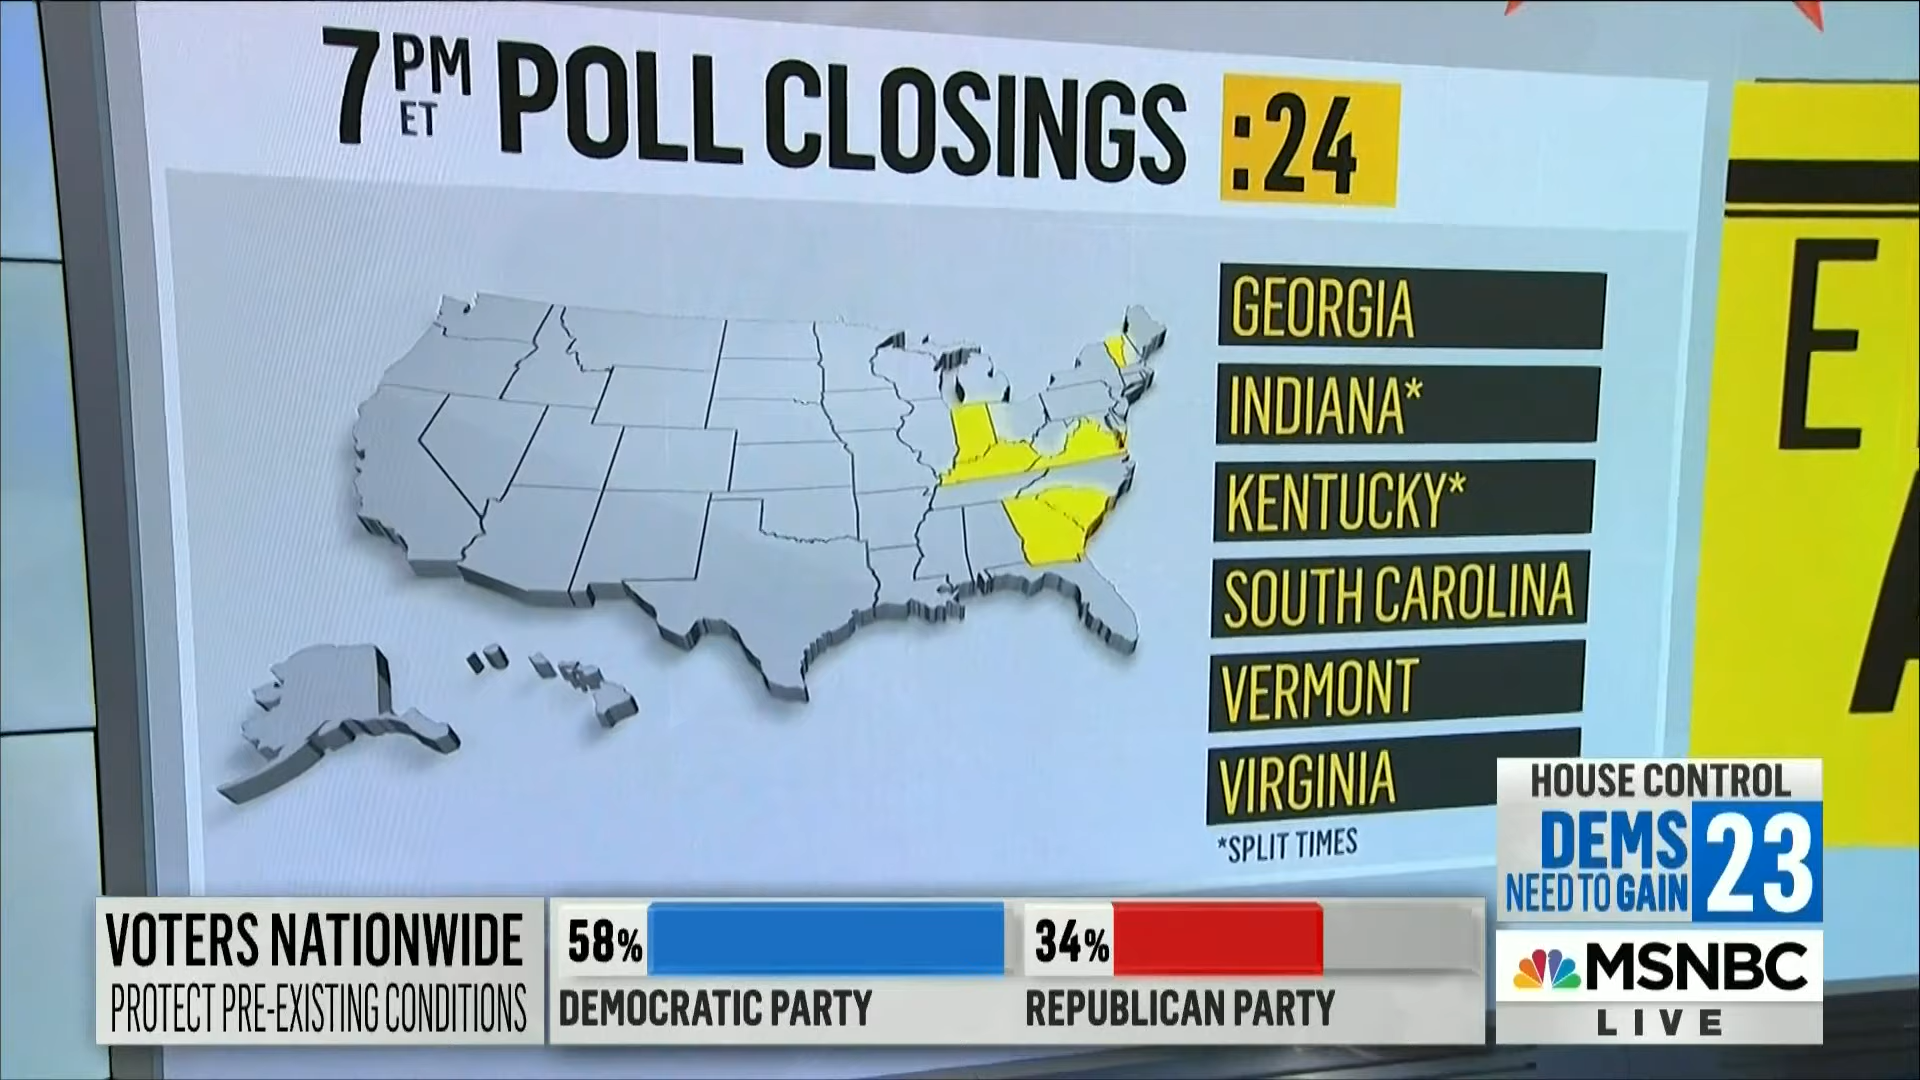 7 PM ET POLL CLOSINGS :24
GEORGIA
INDIANA*
KENTUCKY*
SOUTH CAROLINA
VERMONT
VIRGINIA
*SPLIT TIMES
HOUSE CONTROL
DEMS
NEED TO GAIN
23
VOTERS NATIONWIDE
PROTECT PRE-EXISTING CONDITIONS
58%
DEMOCRATIC PARTY
34%
REPUBLICAN PARTY
MSNBC
LIVE